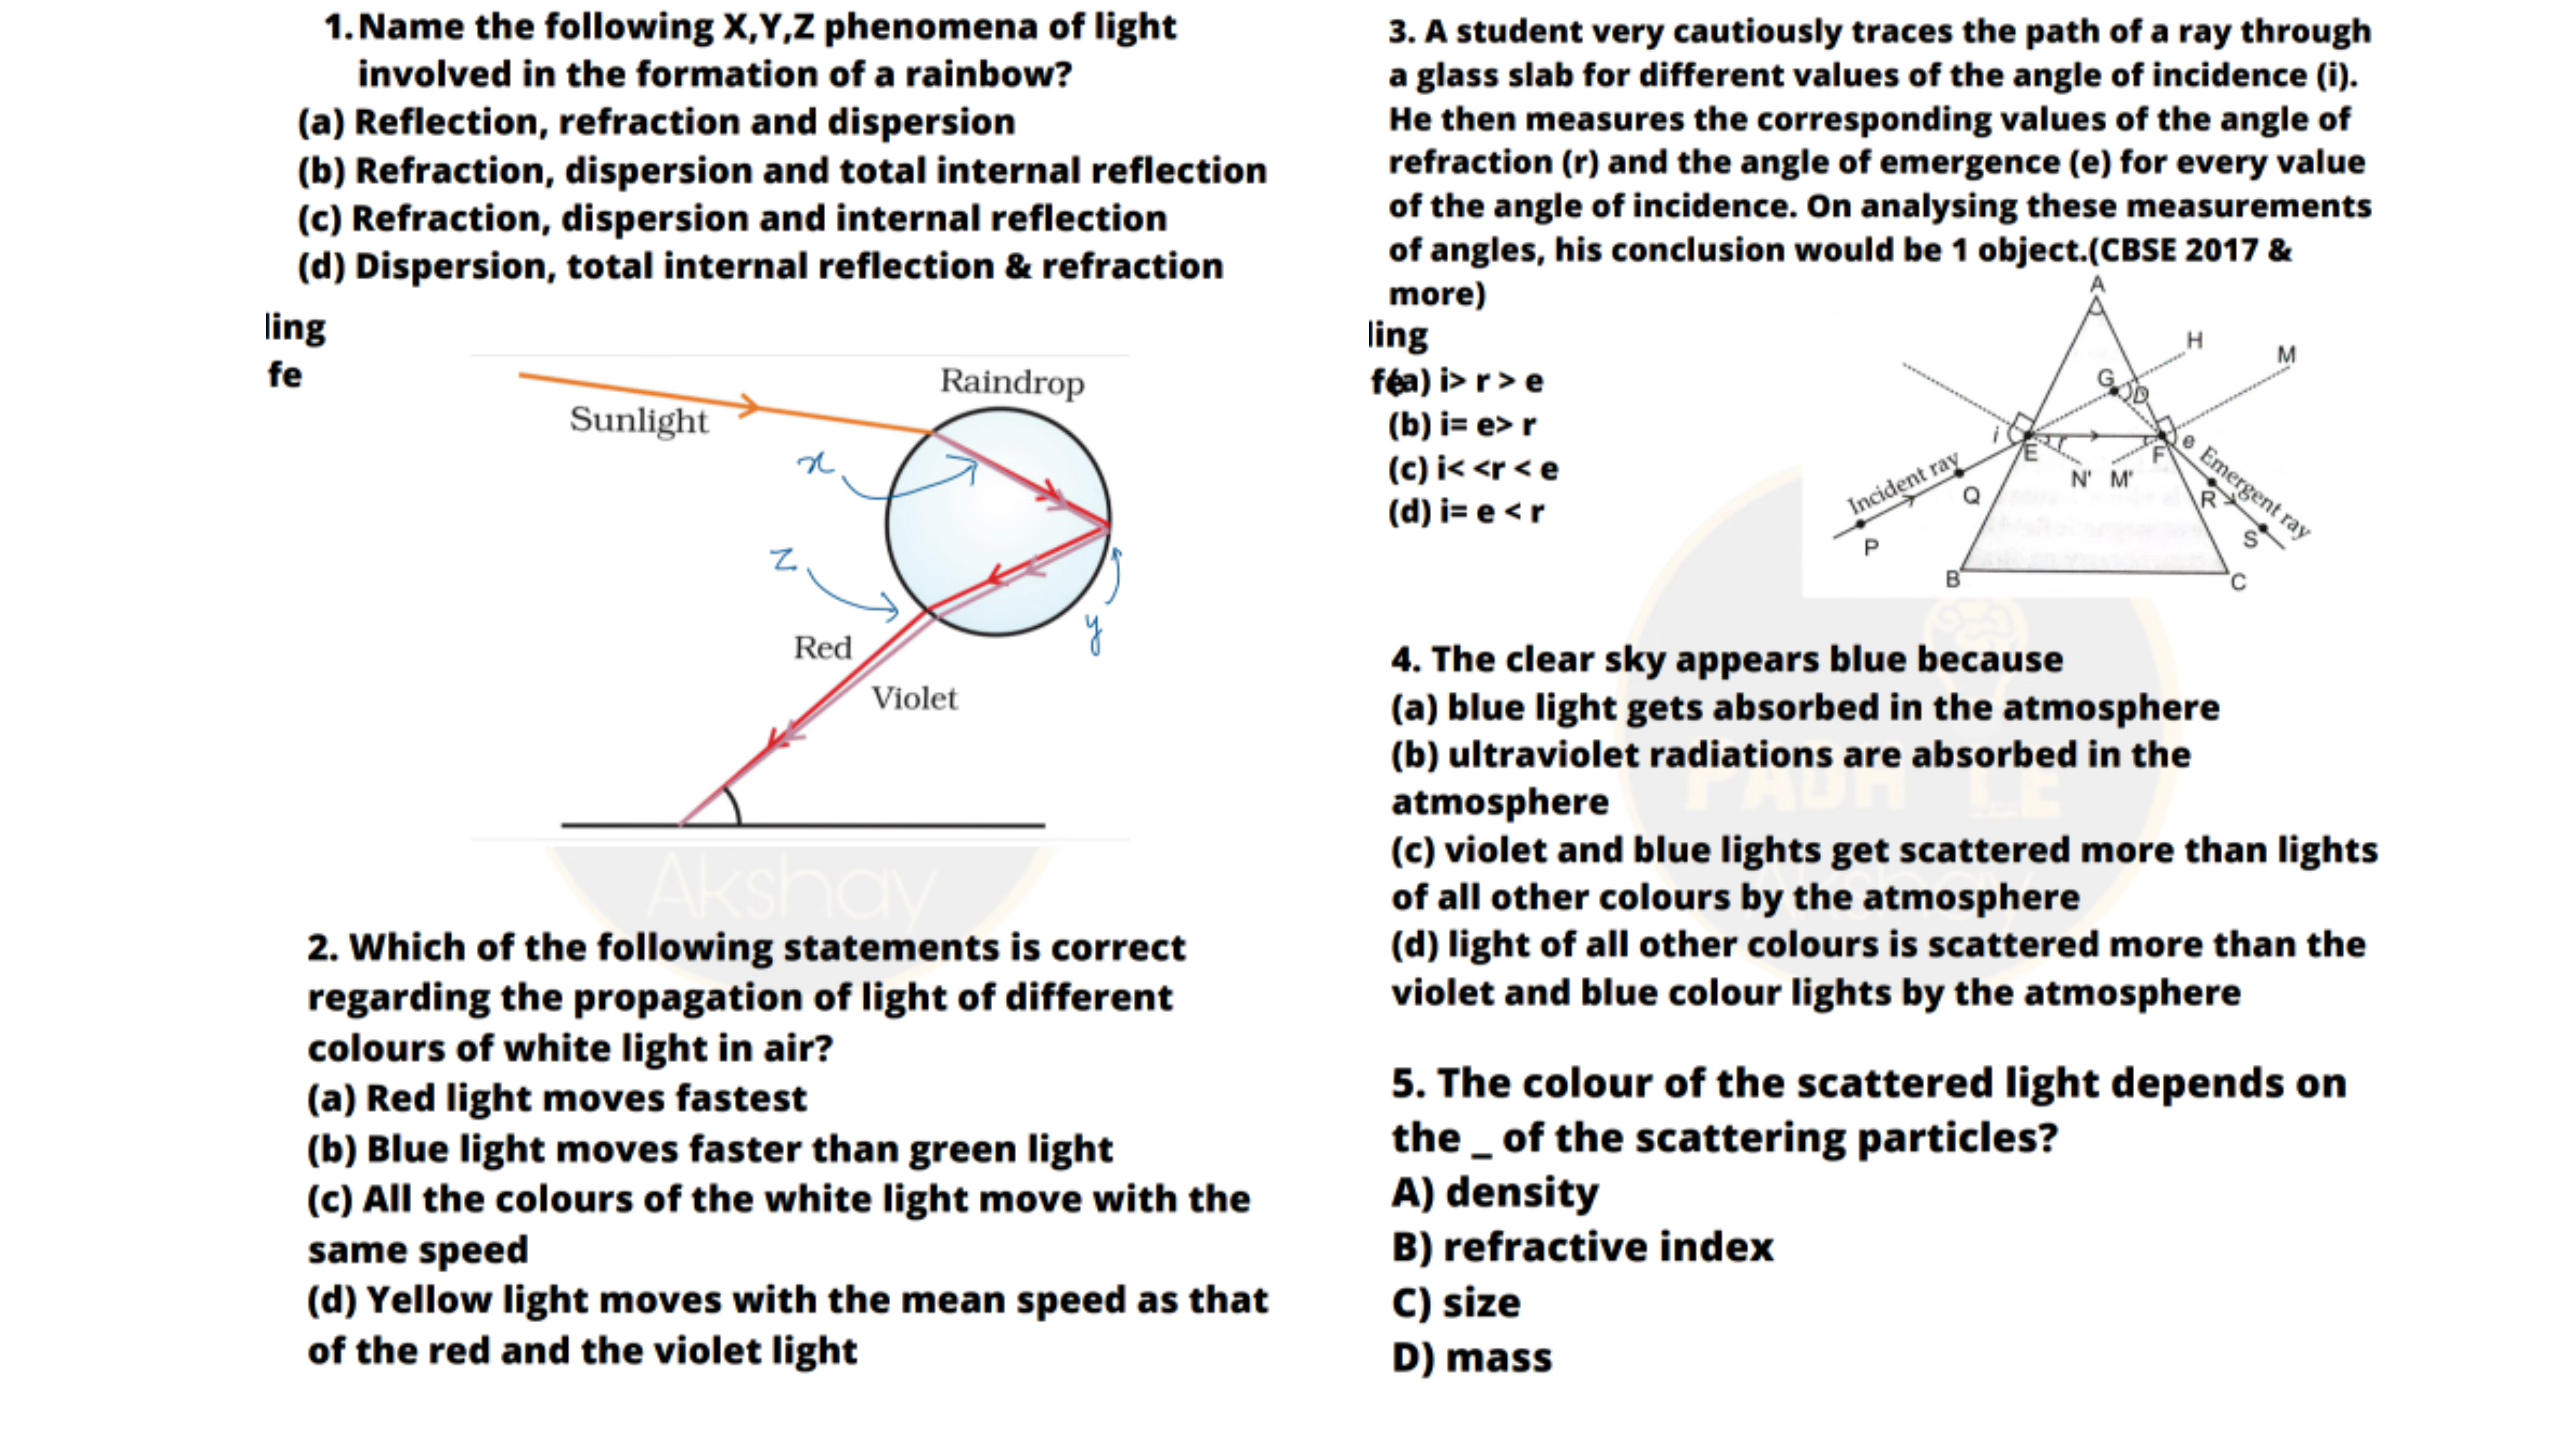 1. Name the following X,Y,Z phenomena of light
involved in the formation of a rainbow?
(a) Reflection, refraction and dispersion
(b) Refraction, dispersion and total internal reflection
(c) Refraction, dispersion and internal reflection
(d) Dispersion, total internal reflection & refraction
ling
fe
Raindrop
Sunlight
x
z
y
Red
Violet
Akshay
2. Which of the following statements is correct
regarding the propagation of light of different
colours of white light in air?
(a) Red light moves fastest
(b) Blue light moves faster than green light
(c) All the colours of the white light move with the
same speed
(d) Yellow light moves with the mean speed as that
of the red and the violet light
3. A student very cautiously traces the path of a ray through
a glass slab for different values of the angle of incidence (i).
He then measures the corresponding values of the angle of
refraction (r) and the angle of emergence (e) for every value
of the angle of incidence. On analysing these measurements
of angles, his conclusion would be 1 object.(CBSE 2017 &
more)
ling
fe
(a) i> r > e
(b) i= e> r
(c) i< <r < e
(d) i= e < r
A
H
M
G
D
i
E
r
F
e
N' M'
Incident ray
Emergent ray
Q
R
P
S
B
C
4. The clear sky appears blue because
(a) blue light gets absorbed in the atmosphere
(b) ultraviolet radiations are absorbed in the
atmosphere
(c) violet and blue lights get scattered more than lights
of all other colours by the atmosphere
(d) light of all other colours is scattered more than the
violet and blue colour lights by the atmosphere
PADH LE
Akshay
5. The colour of the scattered light depends on
the _ of the scattering particles?
A) density
B) refractive index
C) size
D) mass